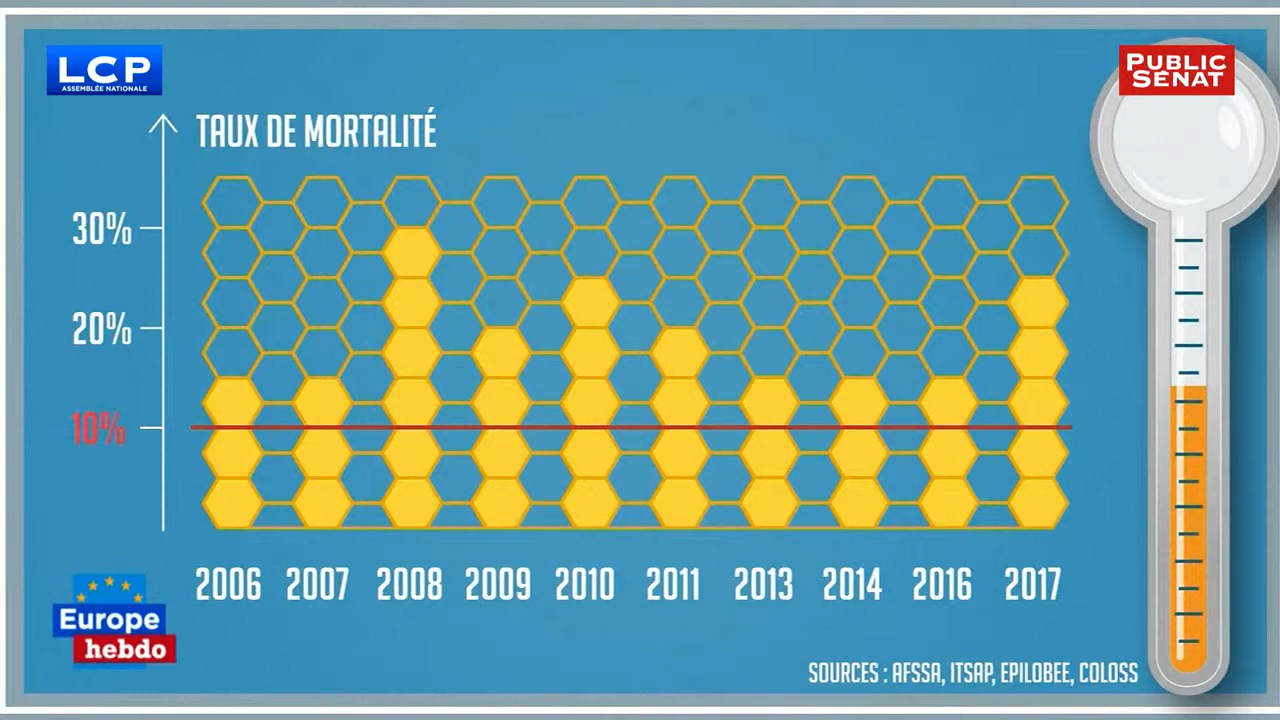 LCP
ASSEMBLÉE NATIONALE
PUBLIC
SÉNAT
TAUX DE MORTALITÉ
30%
20%
10%
2006 2007 2008 2009 2010 2011 2013 2014 2016 2017
Europe
hebdo
SOURCES : AFSSA, ITSAP, EPILOBEE, COLOSS